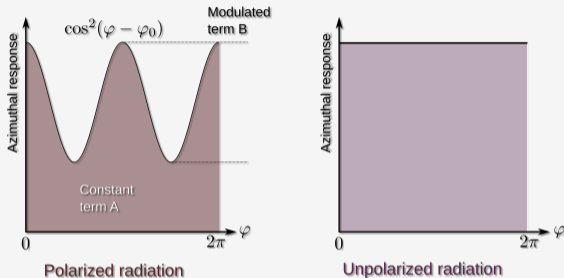 Modulated
term B
cos²(φ − φ₀)
Azimuthal response
Constant
term A
0
2π
φ
Polarized radiation
Azimuthal response
0
2π
φ
Unpolarized radiation